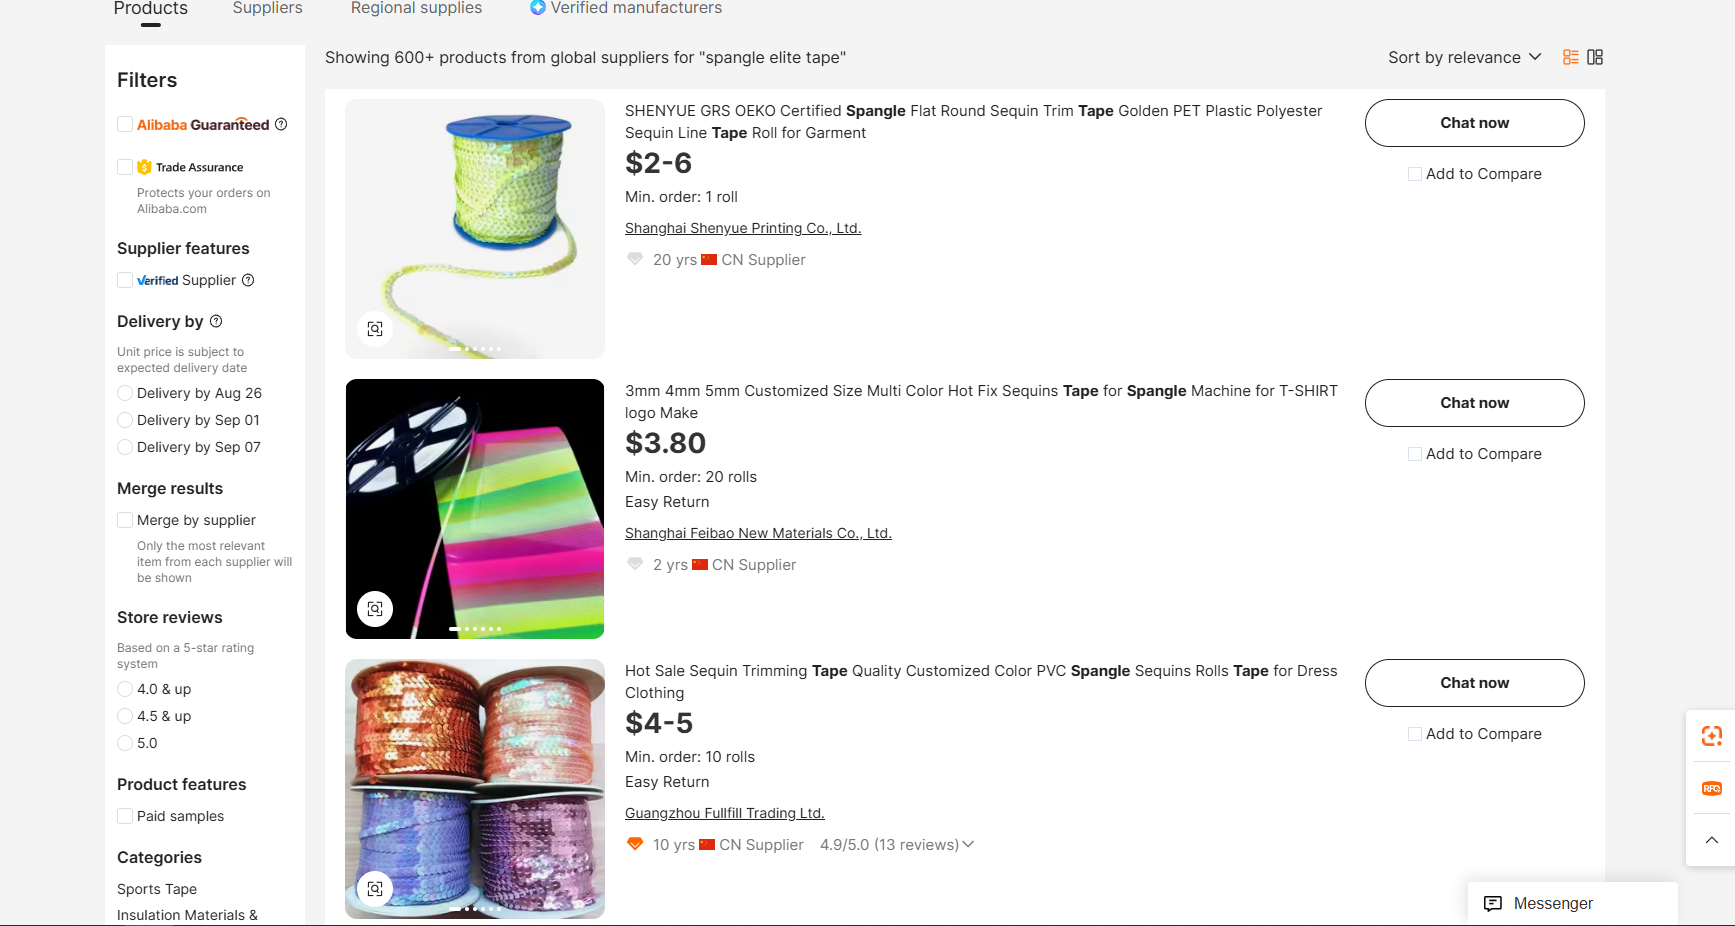 Products
Suppliers
Regional supplies
Verified manufacturers
Showing 600+ products from global suppliers for "spangle elite tape"
Sort by relevance
Filters
Alibaba Guaranteed
Trade Assurance
Protects your orders on
Alibaba.com
Supplier features
Verified Supplier
Delivery by
Unit price is subject to
expected delivery date
Delivery by Aug 26
Delivery by Sep 01
Delivery by Sep 07
Merge results
Merge by supplier
Only the most relevant
item from each supplier will
be shown
Store reviews
Based on a 5-star rating
system
4.0 & up
4.5 & up
5.0
Product features
Paid samples
Categories
Sports Tape
Insulation Materials &
SHENYUE GRS OEKO Certified Spangle Flat Round Sequin Trim Tape Golden PET Plastic Polyester
Sequin Line Tape Roll for Garment
$2-6
Min. order: 1 roll
Shanghai Shenyue Printing Co., Ltd.
20 yrs CN Supplier
Chat now
Add to Compare
3mm 4mm 5mm Customized Size Multi Color Hot Fix Sequins Tape for Spangle Machine for T-SHIRT
logo Make
$3.80
Min. order: 20 rolls
Easy Return
Shanghai Feibao New Materials Co., Ltd.
2 yrs CN Supplier
Chat now
Add to Compare
Hot Sale Sequin Trimming Tape Quality Customized Color PVC Spangle Sequins Rolls Tape for Dress
Clothing
$4-5
Min. order: 10 rolls
Easy Return
Guangzhou Fullfill Trading Ltd.
10 yrs CN Supplier 4.9/5.0 (13 reviews)
Chat now
Add to Compare
RFQ
Messenger